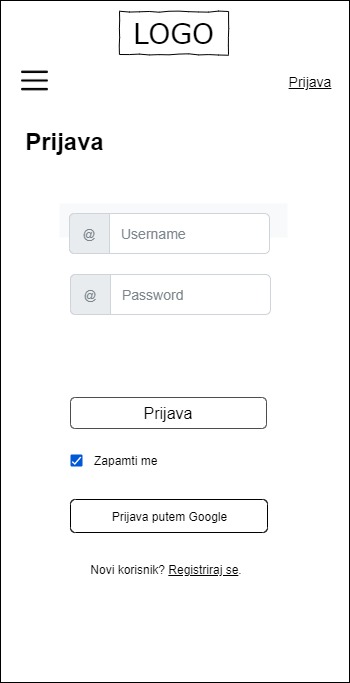 LOGO
Prijava
Prijava
@ Username
@ Password
Prijava
Zapamti me
Prijava putem Google
Novi korisnik? Registriraj se.